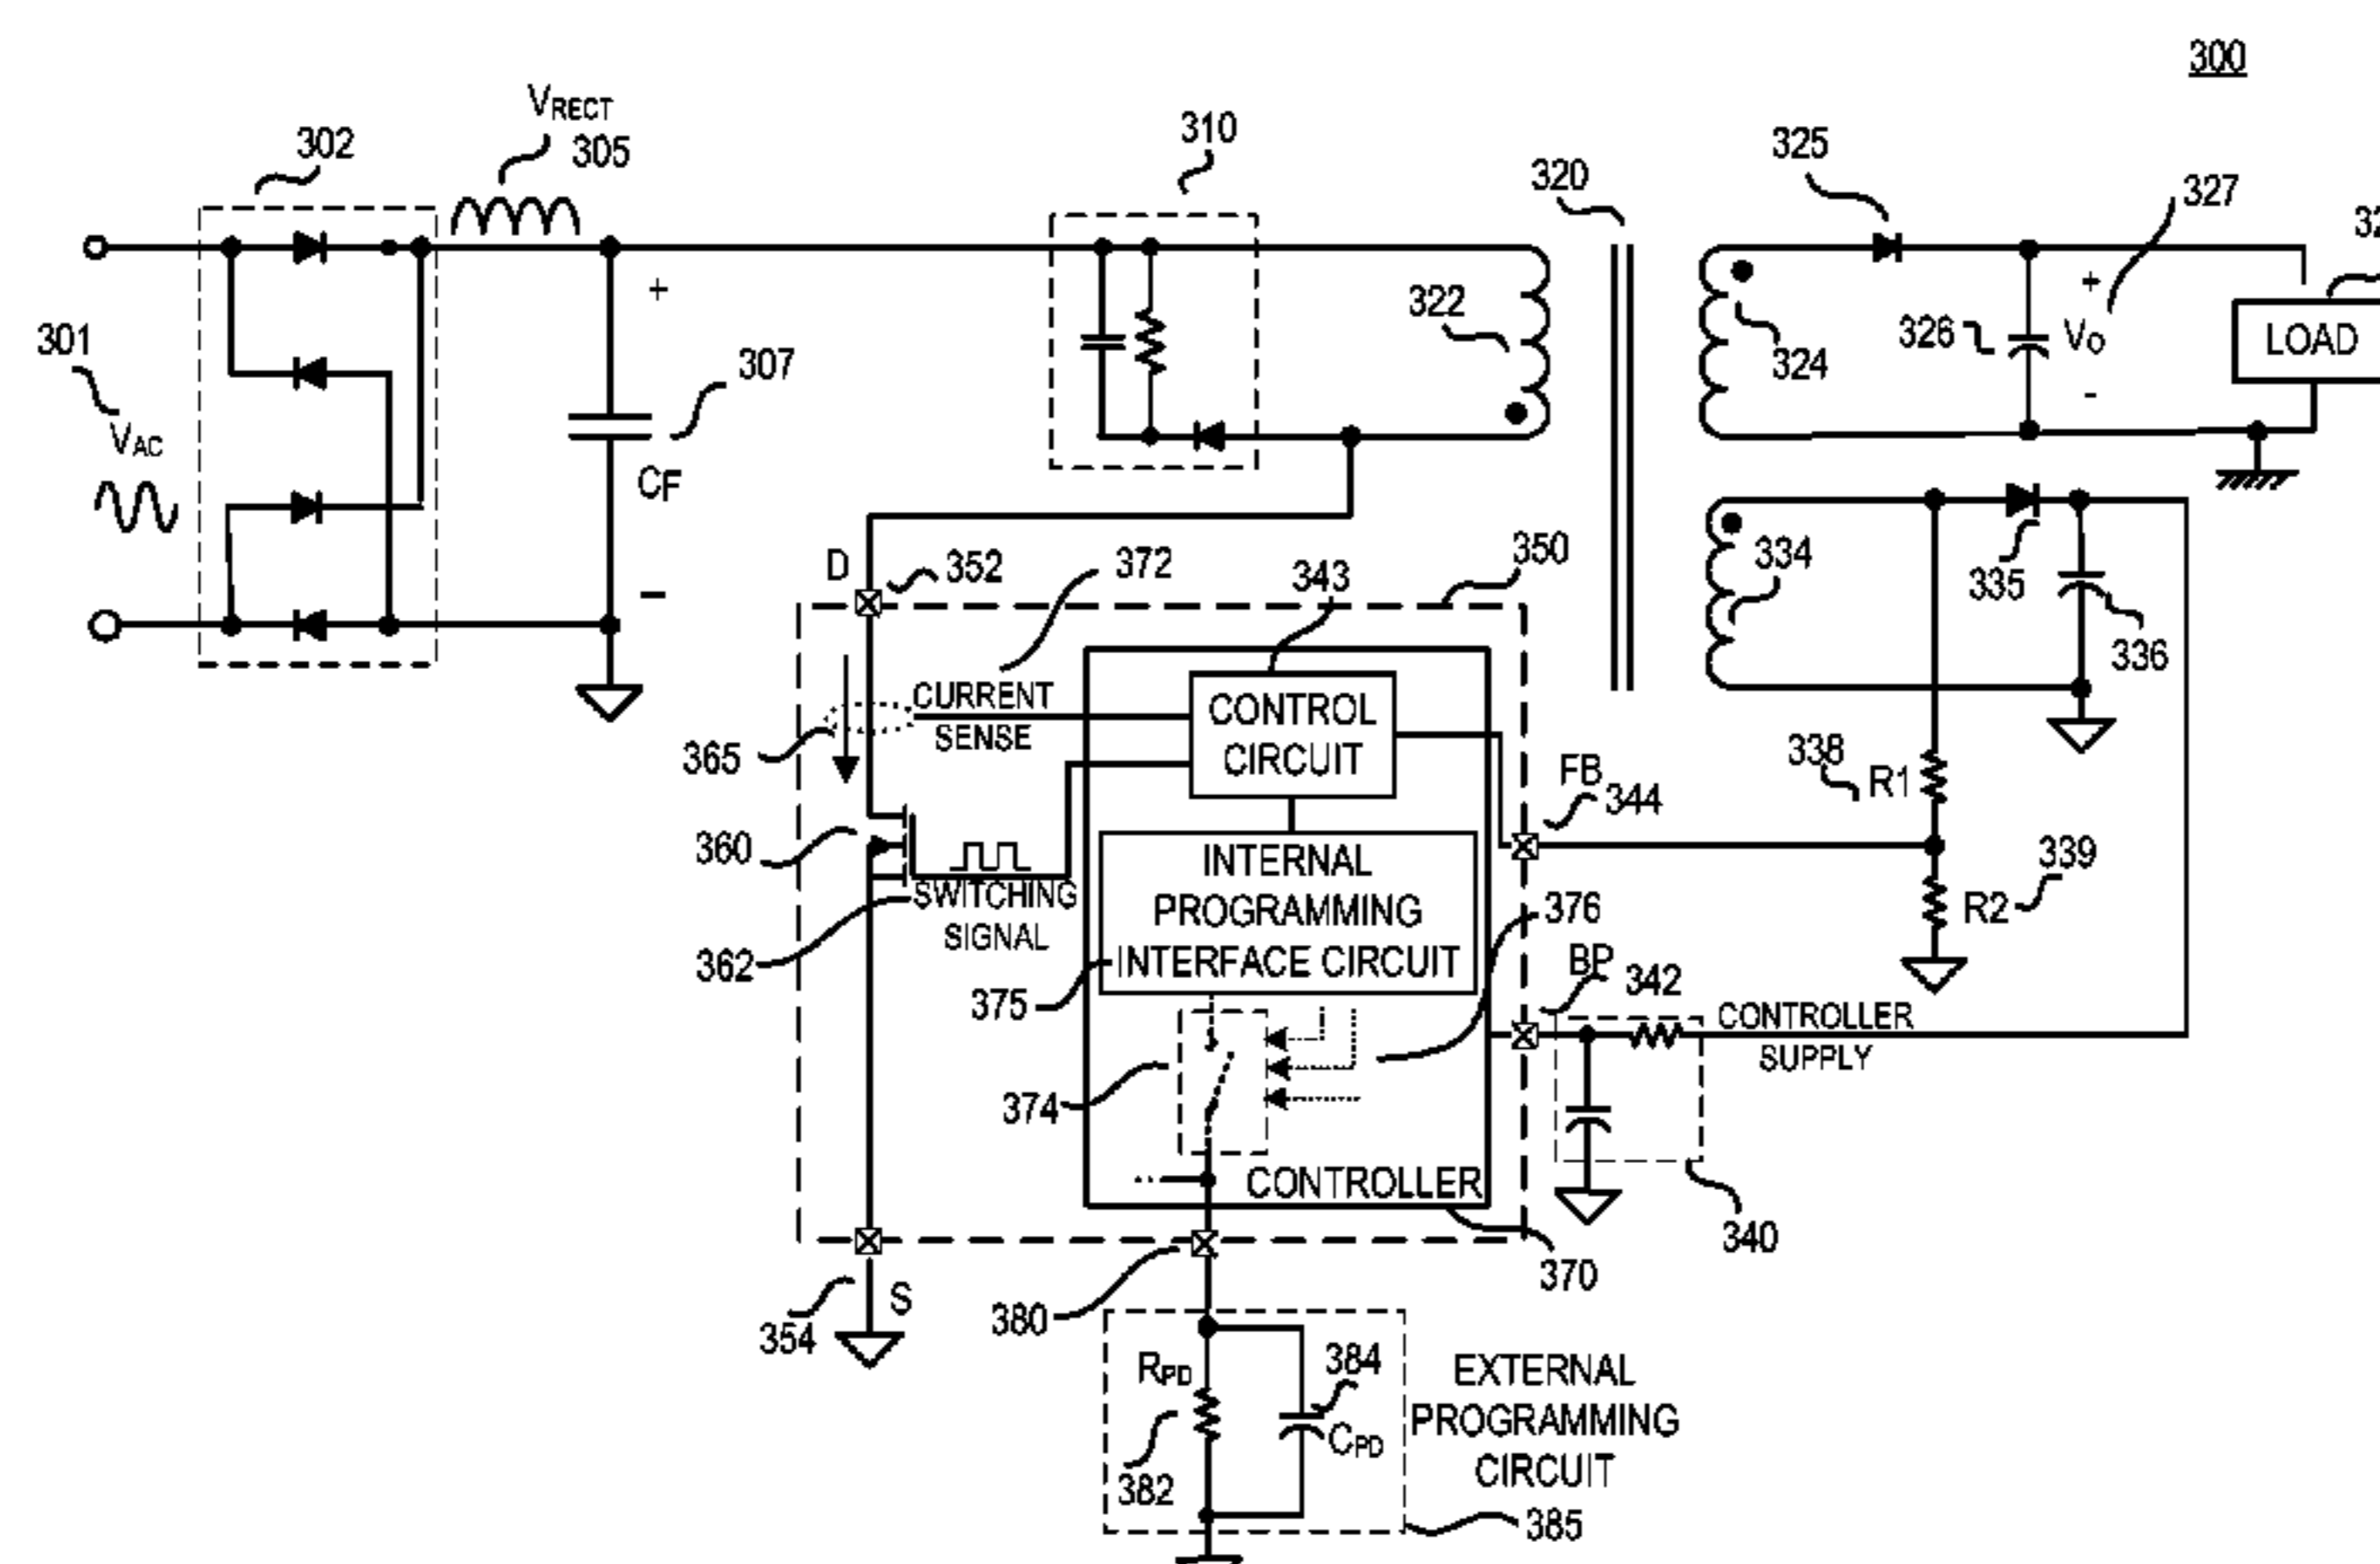 300
VRECT
305
302
310
320
325
327
301
VAC
307
CF
+
−
322
324
326
+
Vo
-
LOAD
D
352
372
343
350
334
335
336
365
CURRENT
SENSE
CONTROL
CIRCUIT
338
R1
FB
344
360
SWITCHING
SIGNAL
362
INTERNAL
PROGRAMMING
INTERFACE CIRCUIT
375
376
339
R2
BP
342
CONTROLLER
SUPPLY
374
CONTROLLER
340
370
354
S
380
RPD
382
384
CPD
EXTERNAL
PROGRAMMING
CIRCUIT
385